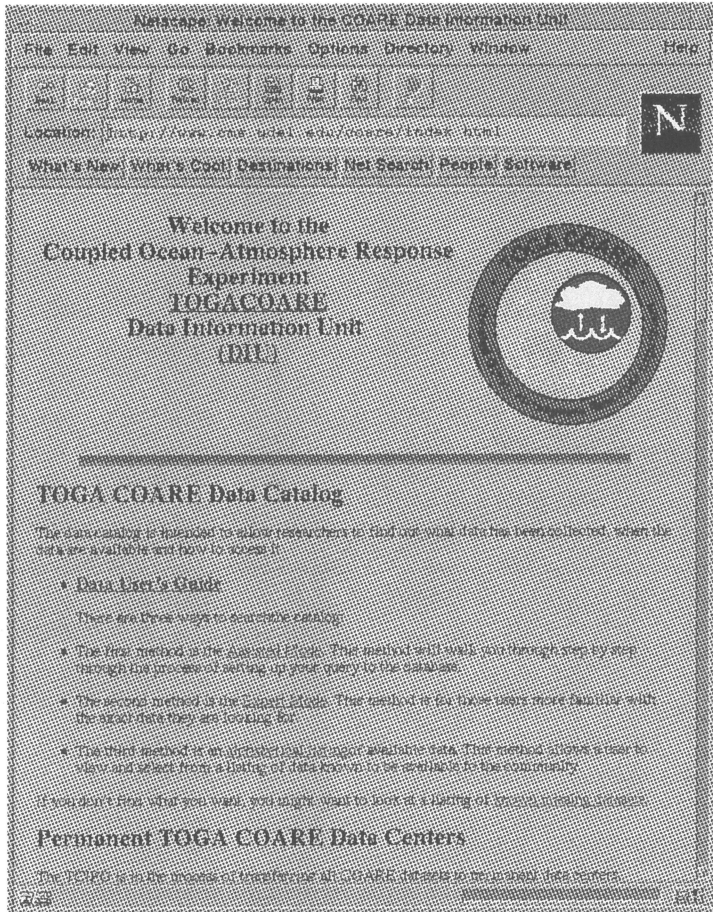 Netscape: Welcome to the COARE Data Information Unit
File Edit View Go Bookmarks Options Directory Window Help
Back Home Reload Open Print Find
Location: http://www.cms.udel.edu/coare/index.html
N
What's New! What's Cool! Destinations Net Search People Software
Welcome to the
Coupled Ocean-Atmosphere Response
Experiment
TOGACOARE
Data Information Unit
(DIU)
TOGA COARE
TOGA COARE Data Catalog
The data catalog is intended to allow researchers to find out what data has been collected, when the
data are available and how to access it.
Data User's Guide
There are three ways to searchthe catalog:
The first method is the Assisted Mode. This method will walk you through step by step
through the process of setting up your query to the database.
The second method is the Expert Mode. This method is for those users more familiar with
the exact data they are looking for.
The third method is an alphabetical listing of available data. This method allows a user to
view and select from a listing of data known to be available to the community.
If you don't find what you want, you might want to look at a listing of known missing datasets.
Permanent TOGA COARE Data Centers
The TCIPO is in the process of transferring all COARE datasets to permanent data centers.